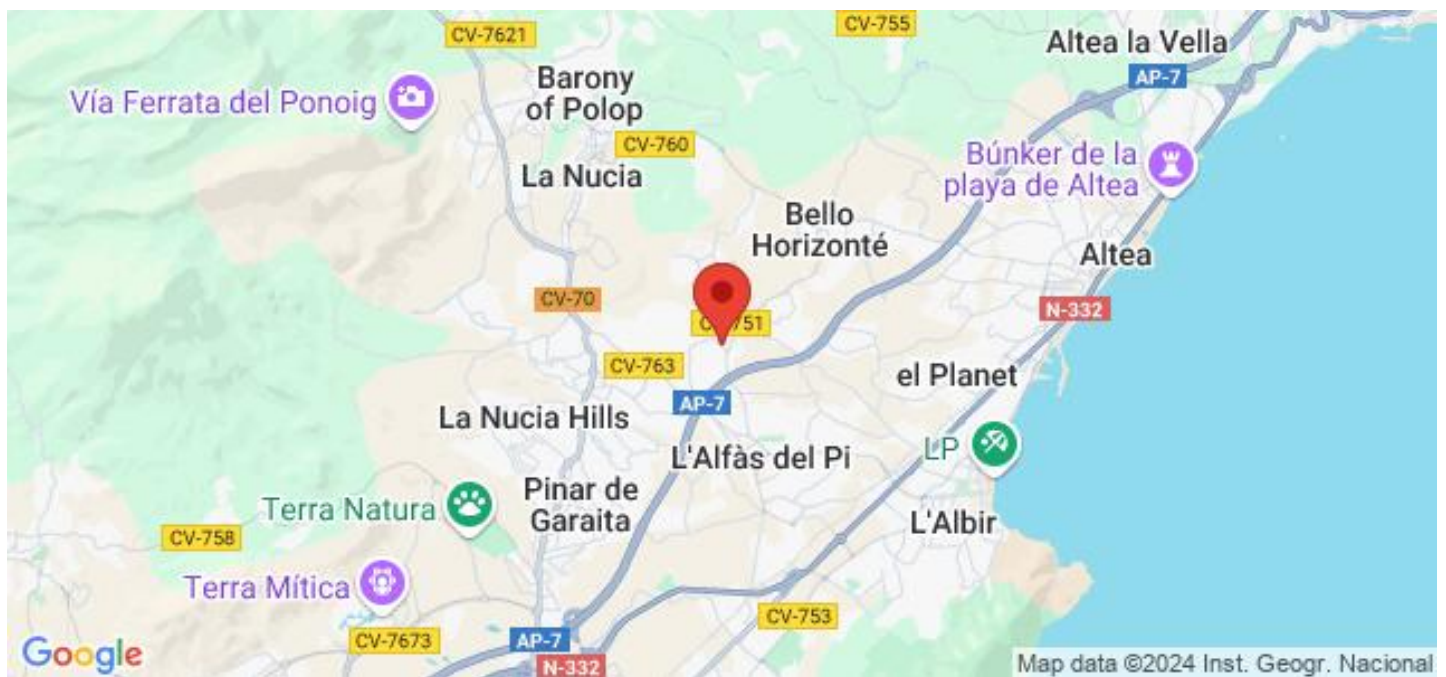 CV-7621
CV-755
Altea la Vella
AP-7
Barony
of Polop
Vía Ferrata del Ponoig
CV-760
Búnker de la
playa de Altea
La Nucia
Bello
Horizonté
Altea
CV-70
N-332
CV-763
el Planet
AP-7
La Nucia Hills
LP
L'Alfàs del Pi
Terra Natura
Pinar de
Garaita
L'Albir
CV-758
Terra Mítica
CV-753
CV-7673
AP-7
N-332
Google
Map data ©2024 Inst. Geogr. Nacional